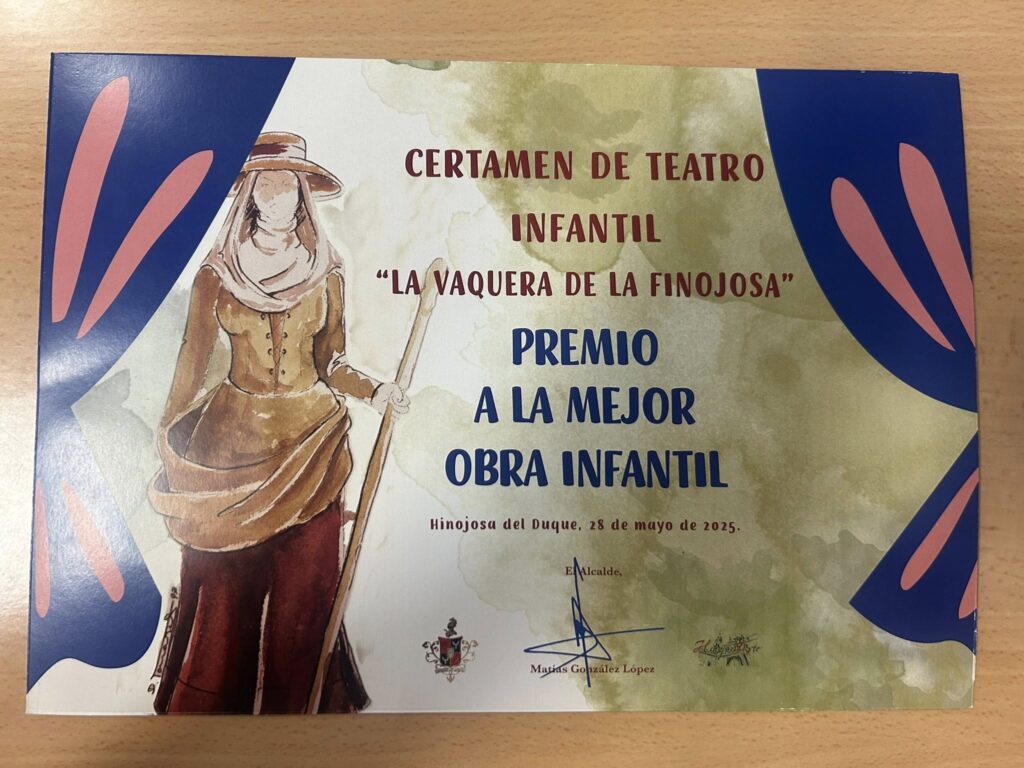 CERTAMEN DE TEATRO
INFANTIL
“LA VAQUERA DE LA FINOJOSA”
PREMIO
A LA MEJOR
OBRA INFANTIL
Hinojosa del Duque, 28 de mayo de 2025.
El Alcalde,
Matías González López